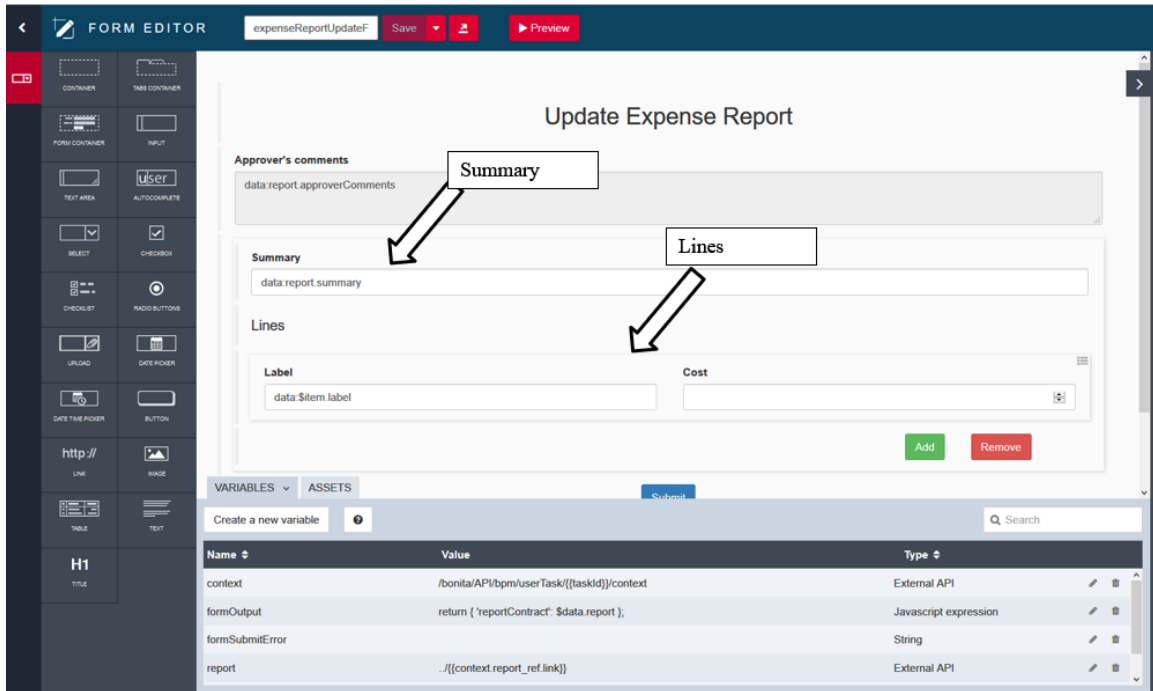 FORM EDITOR
expenseReportUpdateF
Save
Preview
CONTAINER
TABS CONTAINER
FORM CONTAINER
INPUT
TEXT AREA
user
AUTOCOMPLETE
SELECT
CHECKBOX
CHECKLIST
RADIO BUTTONS
UPLOAD
DATE PICKER
DATE TIME PICKER
BUTTON
http://
LINK
IMAGE
TABLE
TEXT
H1
TITLE
Update Expense Report
Approver's comments
Summary
data:report.approverComments
Lines
Summary
data:report.summary
Lines
Label
Cost
data:$item.label
Add
Remove
Submit
VARIABLES
ASSETS
Create a new variable
?
Search
Name
Value
Type
context
/bonita/API/bpm/userTask/{{taskId}}/context
External API
formOutput
return { 'reportContract': $data.report };
Javascript expression
formSubmitError
String
report
../{{context.report_ref.link}}
External API